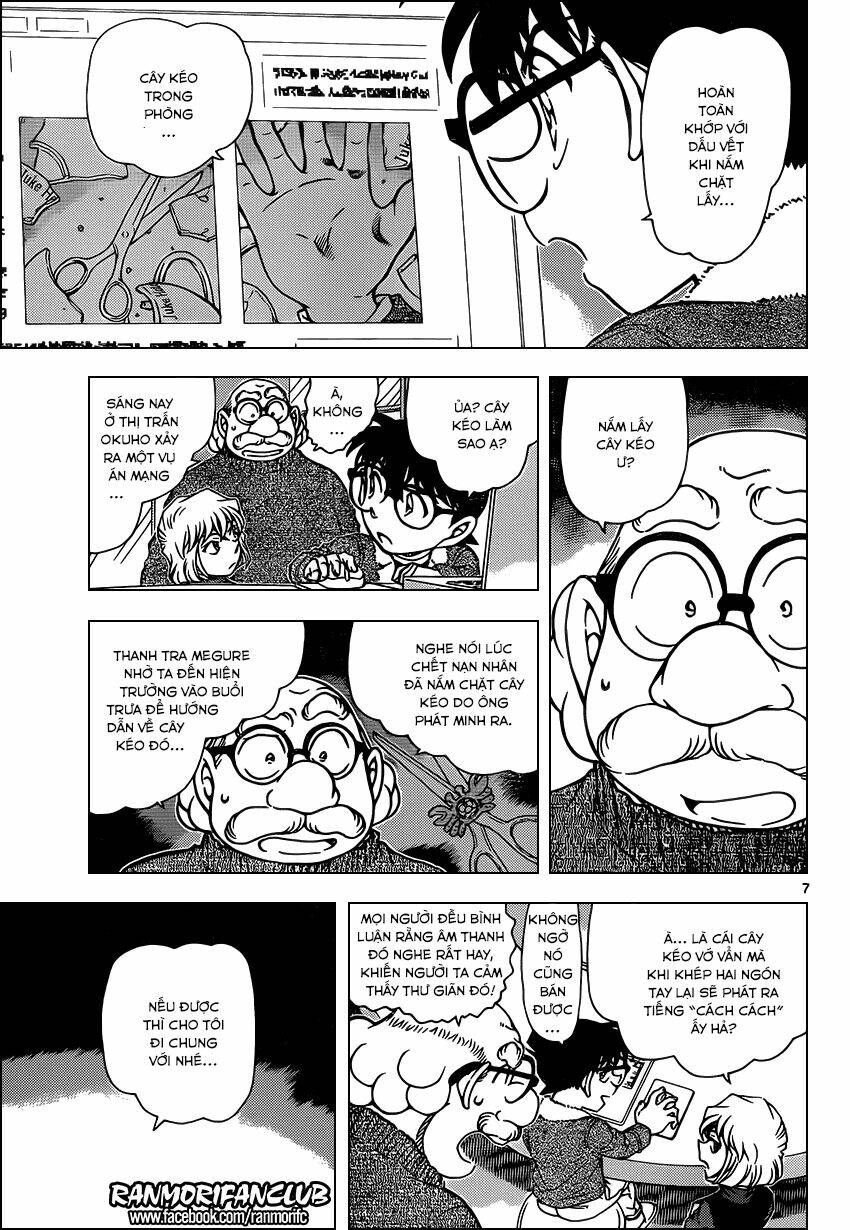 HOÀN
TOÀN
KHỚP VỚI
DẤU VẾT
KHI NẮM
CHẶT
LẤY...
CÂY KÉO
TRONG
PHÒNG
...
NẮM LẤY
CÂY KÉO
Ư?
ỦA? CÂY
KÉO LÀM
SAO Ạ?
À,
KHÔNG
...
SÁNG NAY
Ở THỊ TRẤN
OKUHO XẢY
RA MỘT VỤ
ÁN MẠNG
...
NGHE NÓI LÚC
CHẾT NẠN NHÂN
ĐÃ NẮM CHẶT CÂY
KÉO DO ÔNG
PHÁT MINH RA.
THANH TRA MEGURE
NHỜ TA ĐẾN HIỆN
TRƯỜNG VÀO BUỔI
TRƯA ĐỂ HƯỚNG
DẪN VỀ CÂY
KÉO ĐÓ...
7
À... LÀ CÁI CÂY
KÉO VỚ VẨN MÀ
KHI KHÉP HAI NGÓN
TAY LẠI SẼ PHÁT RA
TIẾNG "CÁCH CÁCH"
ẤY HẢ?
KHÔNG
NGỜ
NÓ
CŨNG
BÁN
ĐƯỢC
...
MỌI NGƯỜI ĐỀU BÌNH
LUẬN RẰNG ÂM THANH
ĐÓ NGHE RẤT HAY,
KHIẾN NGƯỜI TA CẢM
THẤY THƯ GIÃN ĐÓ!
NẾU ĐƯỢC
THÌ CHO TÔI
ĐI CHUNG
VỚI NHÉ...
RANMORIFANCLUB
www.facebook.com/ranmorifc